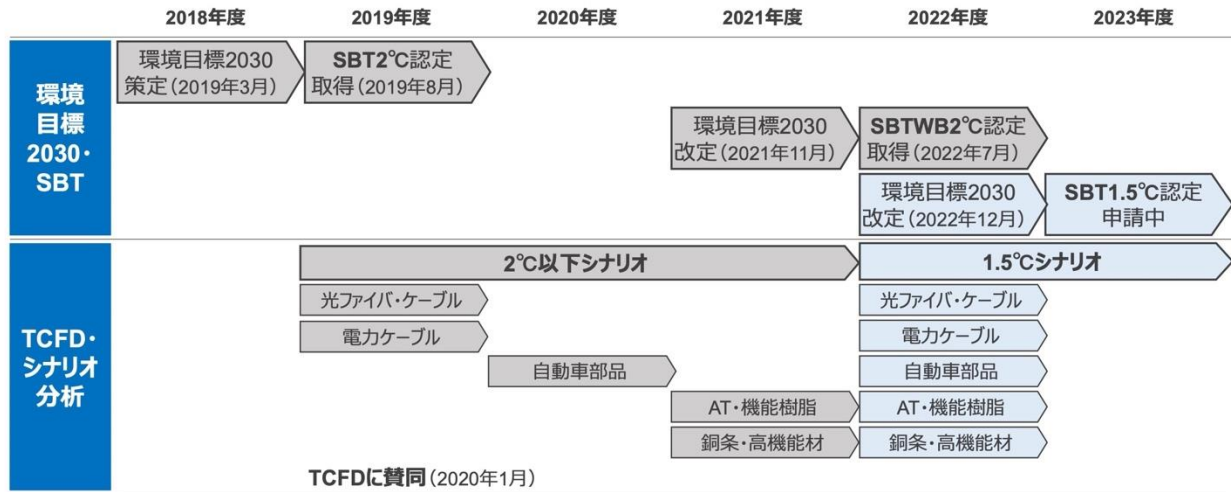 2018年度 2019年度 2020年度 2021年度 2022年度 2023年度
環境
目標
2030・
SBT
環境目標2030
策定(2019年3月)
SBT2℃認定
取得(2019年8月)
環境目標2030
改定(2021年11月)
SBTWB2℃認定
取得(2022年7月)
環境目標2030
改定(2022年12月)
SBT1.5℃認定
申請中
TCFD・
シナリオ
分析
2℃以下シナリオ
1.5℃シナリオ
光ファイバ・ケーブル
光ファイバ・ケーブル
電力ケーブル
電力ケーブル
自動車部品
自動車部品
AT・機能樹脂
AT・機能樹脂
銅条・高機能材
銅条・高機能材
TCFDに賛同(2020年1月)